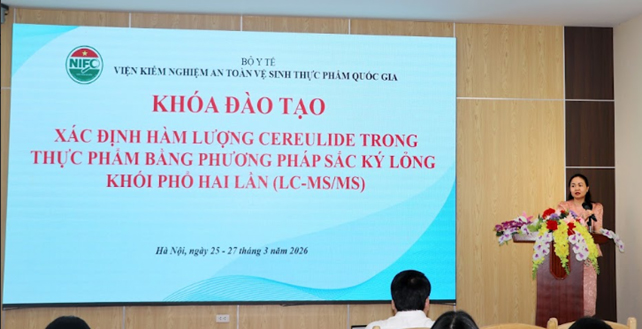 NIFC
BỘ Y TẾ
VIỆN KIỂM NGHIỆM AN TOÀN VỆ SINH THỰC PHẨM QUỐC GIA
KHÓA ĐÀO TẠO
XÁC ĐỊNH HÀM LƯỢNG CEREULIDE TRONG
THỰC PHẨM BẰNG PHƯƠNG PHÁP SẮC KÝ LỎNG
KHỐI PHỔ HAI LẦN (LC-MS/MS)
Hà Nội, ngày 25 - 27 tháng 3 năm 2026